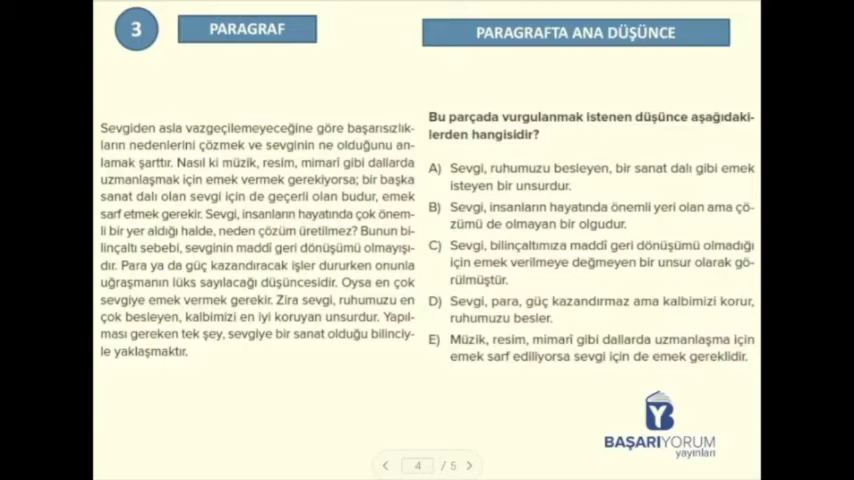 3
PARAGRAF
PARAGRAFTA ANA DÜŞÜNCE
Sevgiden asla vazgeçilemeyeceğine göre başarısızlık-
ların nedenlerini çözmek ve sevginin ne olduğunu an-
lamak şarttır. Nasıl ki müzik, resim, mimarî gibi dallarda
uzmanlaşmak için emek vermek gerekiyorsa; bir başka
sanat dalı olan sevgi için de geçerli olan budur, emek
sarf etmek gerekir. Sevgi, insanların hayatında çok önem-
li bir yer aldığı halde, neden çözüm üretilmez? Bunun bi-
linçaltı sebebi, sevginin maddî geri dönüşümü olmayışı-
dır. Para ya da güç kazandıracak işler dururken onunla
uğraşmanın lüks sayılacağı düşüncesidir. Oysa en çok
sevgiye emek vermek gerekir. Zira sevgi, ruhumuzu en
çok besleyen, kalbimizi en iyi koruyan unsurdur. Yapıl-
ması gereken tek şey, sevgiye bir sanat olduğu bilinciy-
le yaklaşmaktır.
Bu parçada vurgulanmak istenen düşünce aşağıdaki-
lerden hangisidir?
A) Sevgi, ruhumuzu besleyen, bir sanat dalı gibi emek
isteyen bir unsurdur.
B) Sevgi, insanların hayatında önemli yeri olan ama çö-
zümü de olmayan bir olgudur.
C) Sevgi, bilinçaltımıza maddî geri dönüşümü olmadığı
için emek verilmeye değmeyen bir unsur olarak gö-
rülmüştür.
D) Sevgi, para, güç kazandırmaz ama kalbimizi korur,
ruhumuzu besler.
E) Müzik, resim, mimarî gibi dallarda uzmanlaşma için
emek sarf ediliyorsa sevgi için de emek gereklidir.
BAŞARIYORUM
yayınları
4 / 5